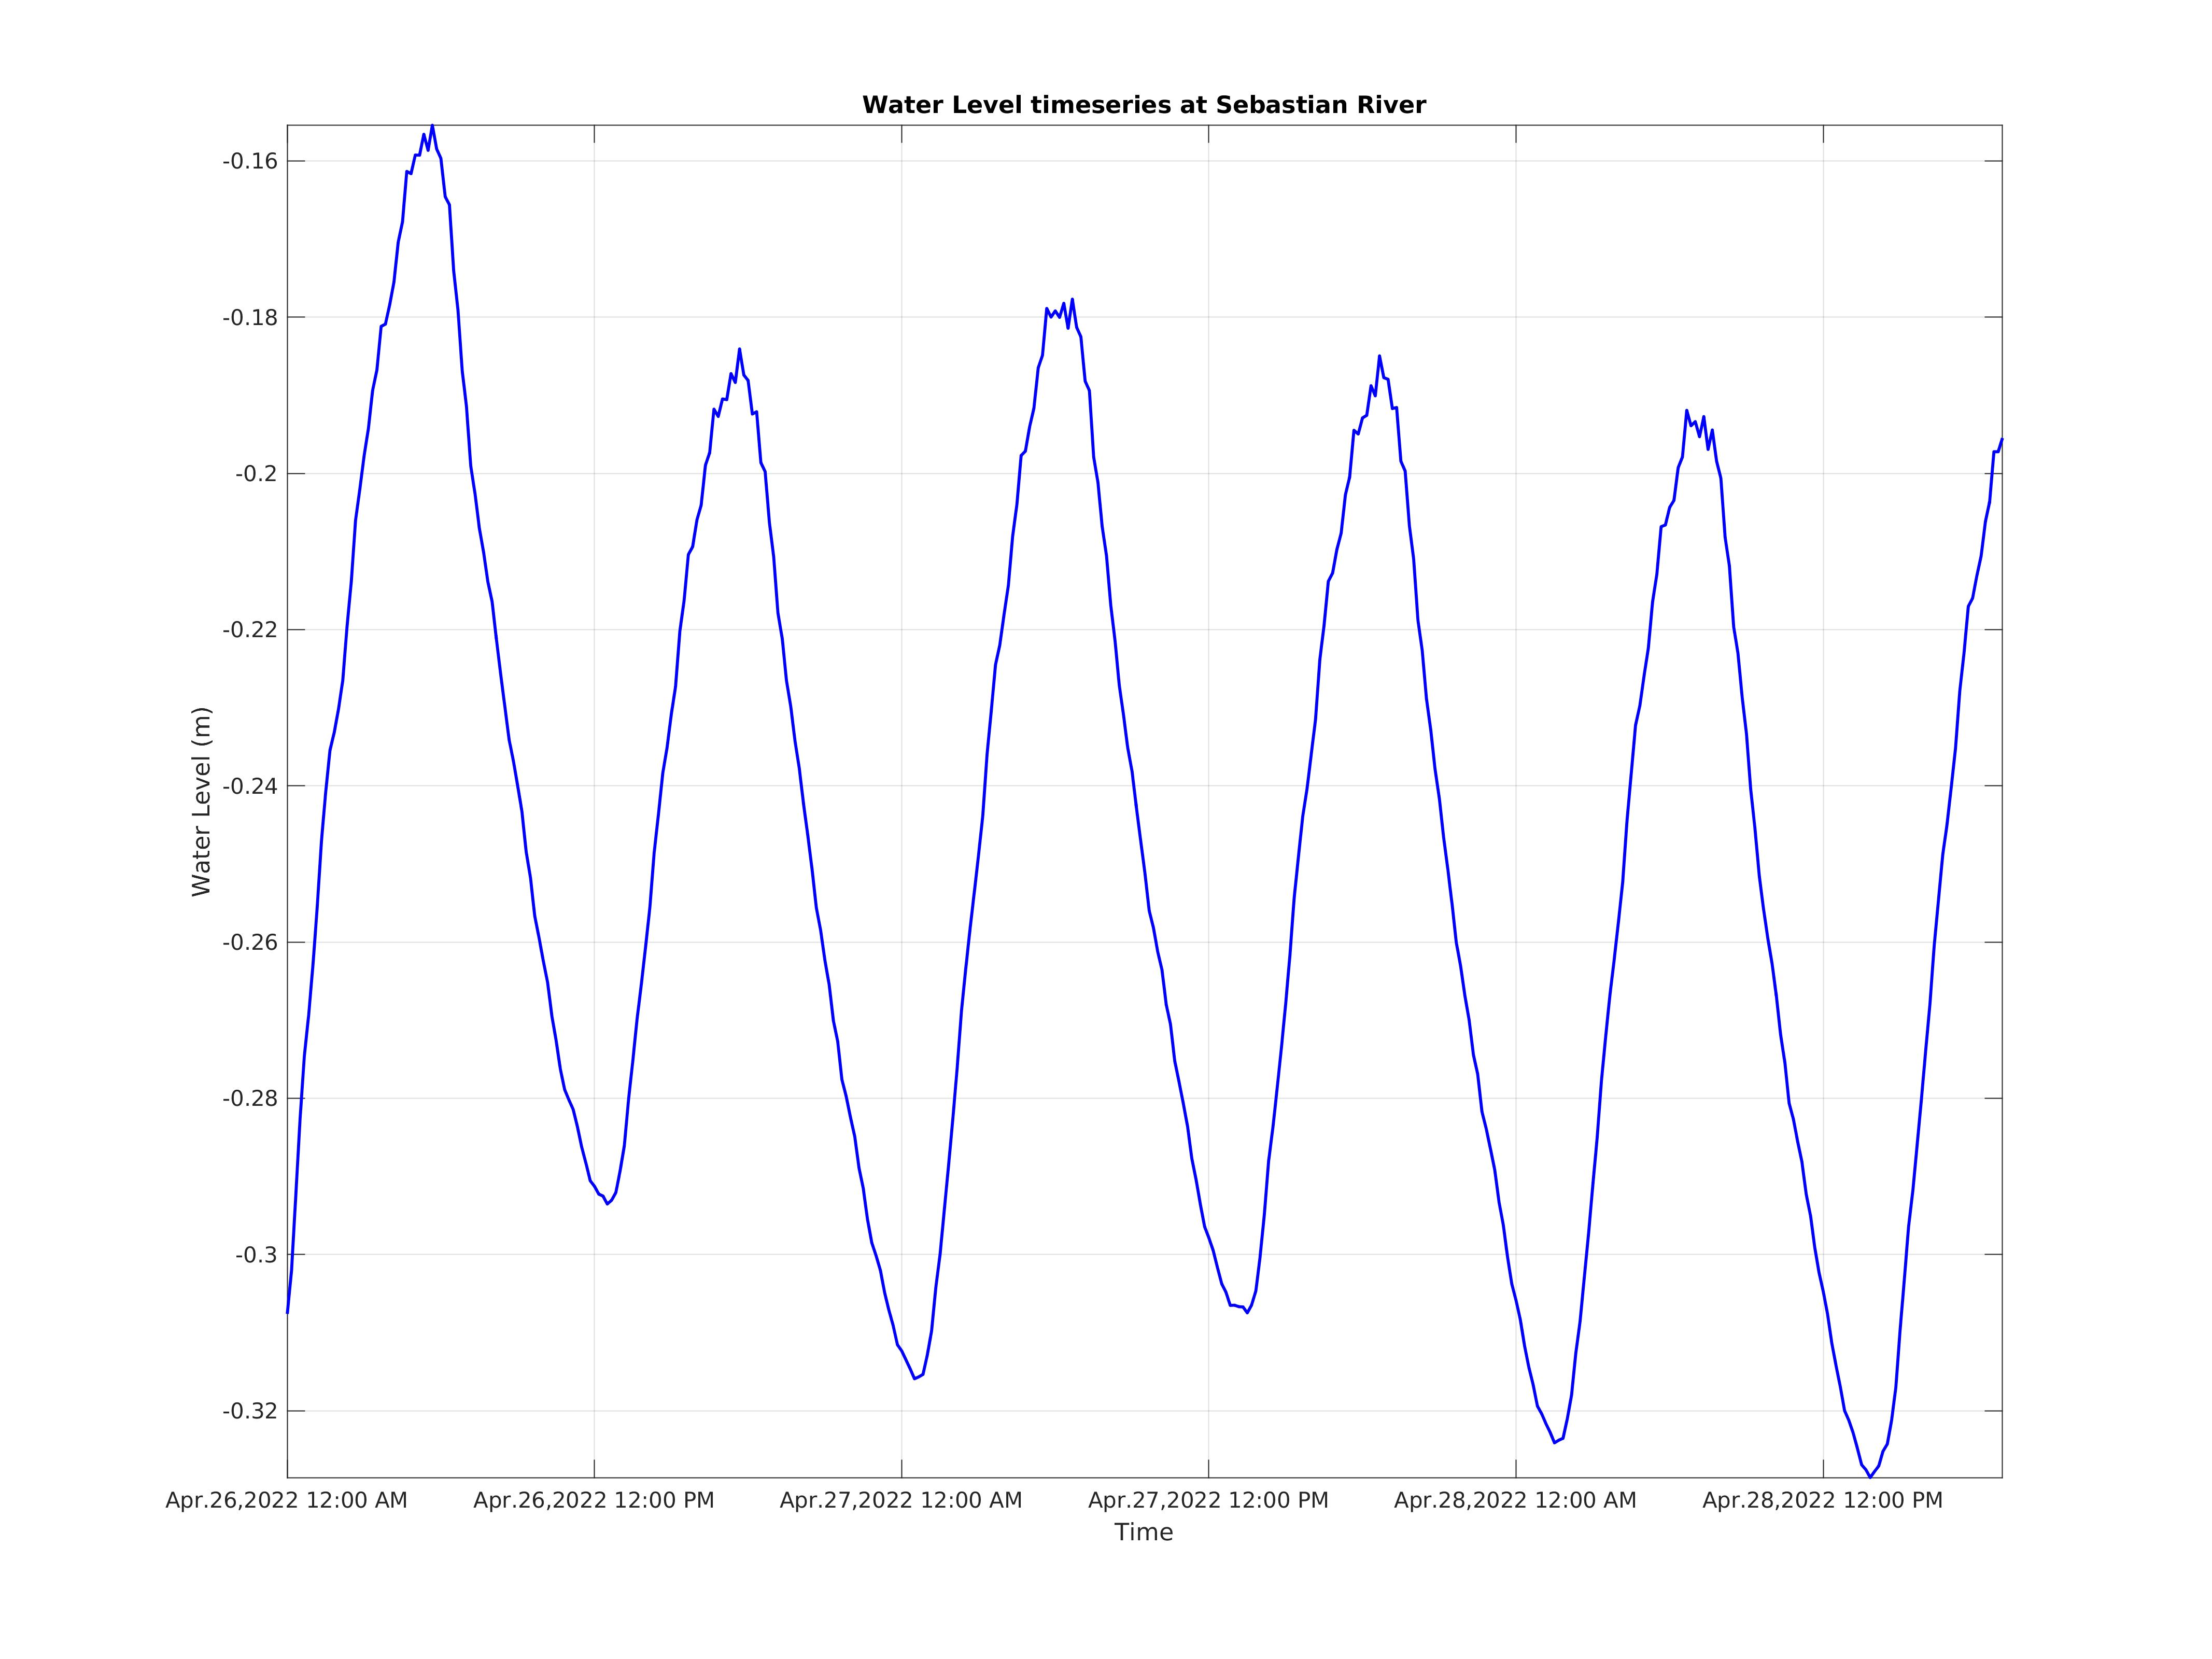 Water Level timeseries at Sebastian River
-0.16
-0.18
-0.2
-0.22
-0.24
-0.26
-0.28
-0.3
-0.32
Water Level (m)
Apr.26,2022 12:00 AM Apr.26,2022 12:00 PM Apr.27,2022 12:00 AM Apr.27,2022 12:00 PM Apr.28,2022 12:00 AM Apr.28,2022 12:00 PM
Time